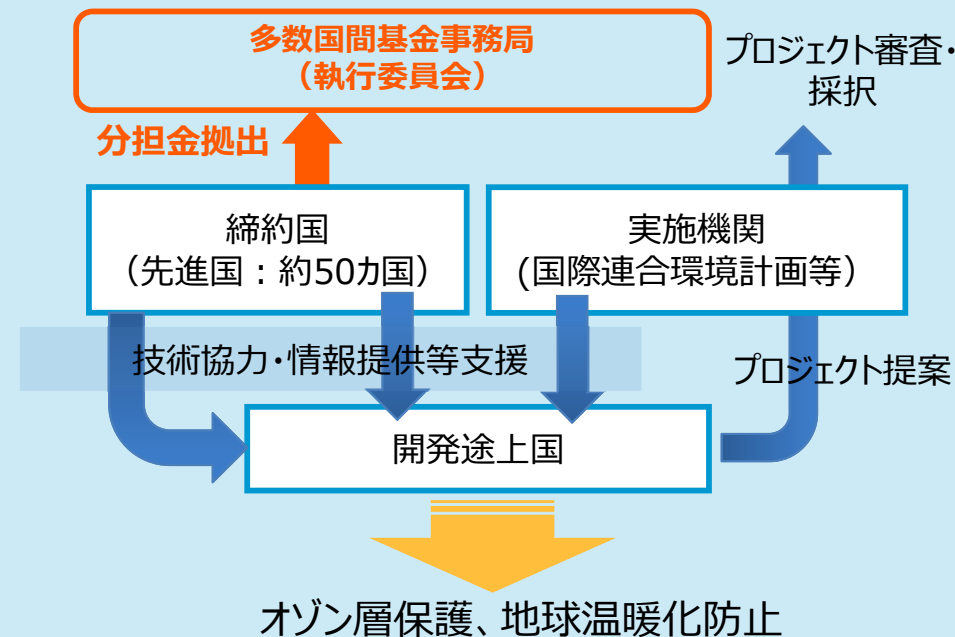 多数国間基金事務局
（執行委員会）
プロジェクト審査・
採択
分担金拠出
締約国
（先進国：約50カ国）
実施機関
(国際連合環境計画等）
技術協力・情報提供等支援
プロジェクト提案
開発途上国
オゾン層保護、地球温暖化防止